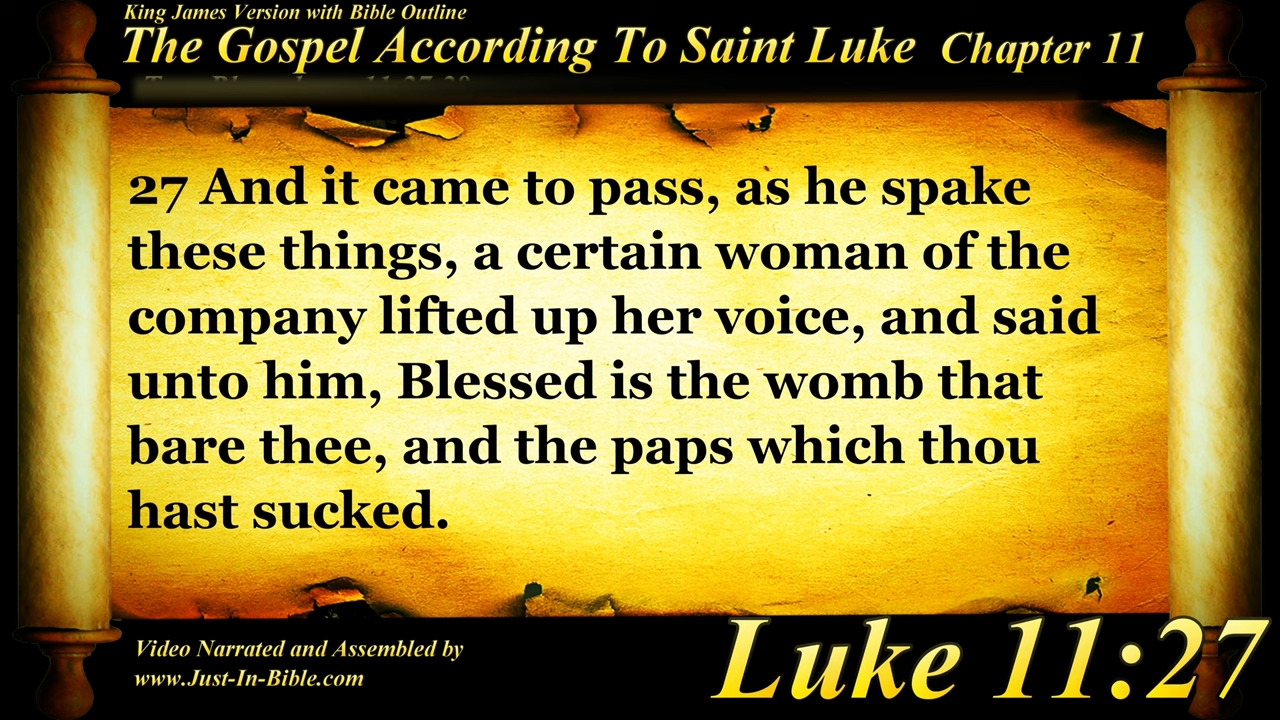 King James Version with Bible Outline
The Gospel According To Saint Luke Chapter 11
27 And it came to pass, as he spake
these things, a certain woman of the
company lifted up her voice, and said
unto him, Blessed is the womb that
bare thee, and the paps which thou
hast sucked.
Video Narrated and Assembled by
www.Just-In-Bible.com
Luke 11:27